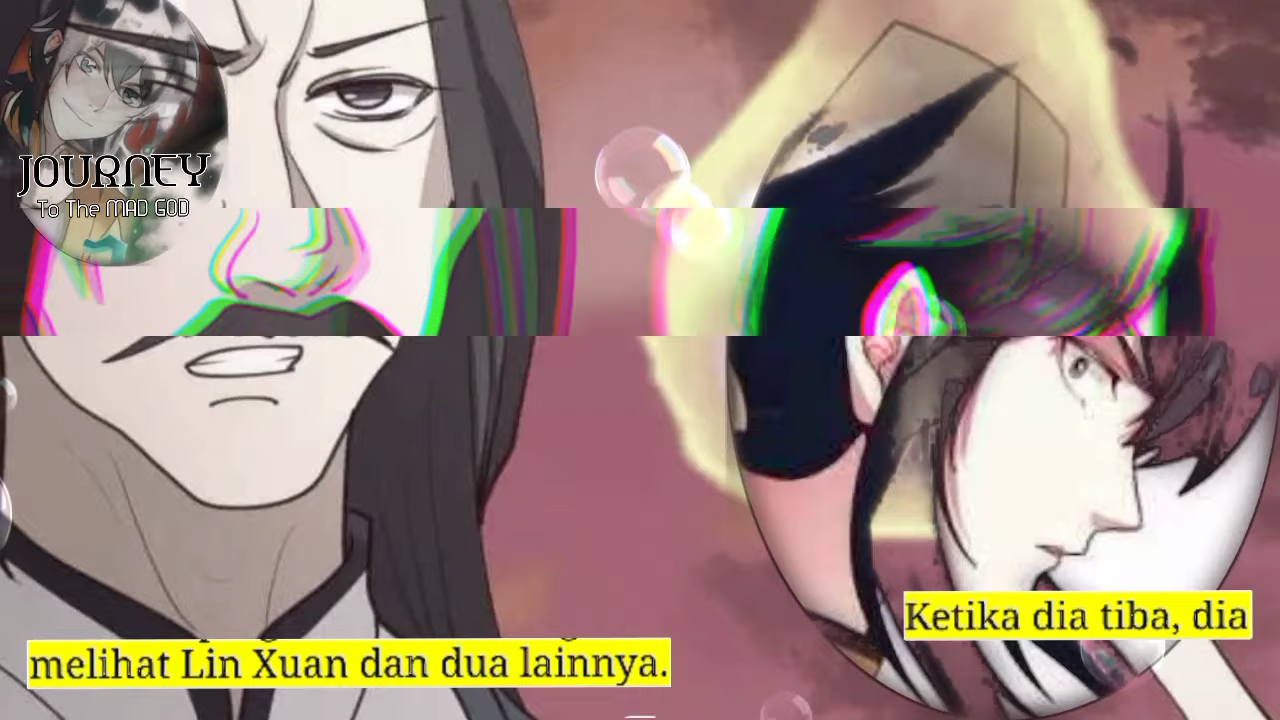 JOURNEY
To The MAD GOD
Ketika dia tiba, dia
melihat Lin Xuan dan dua lainnya.